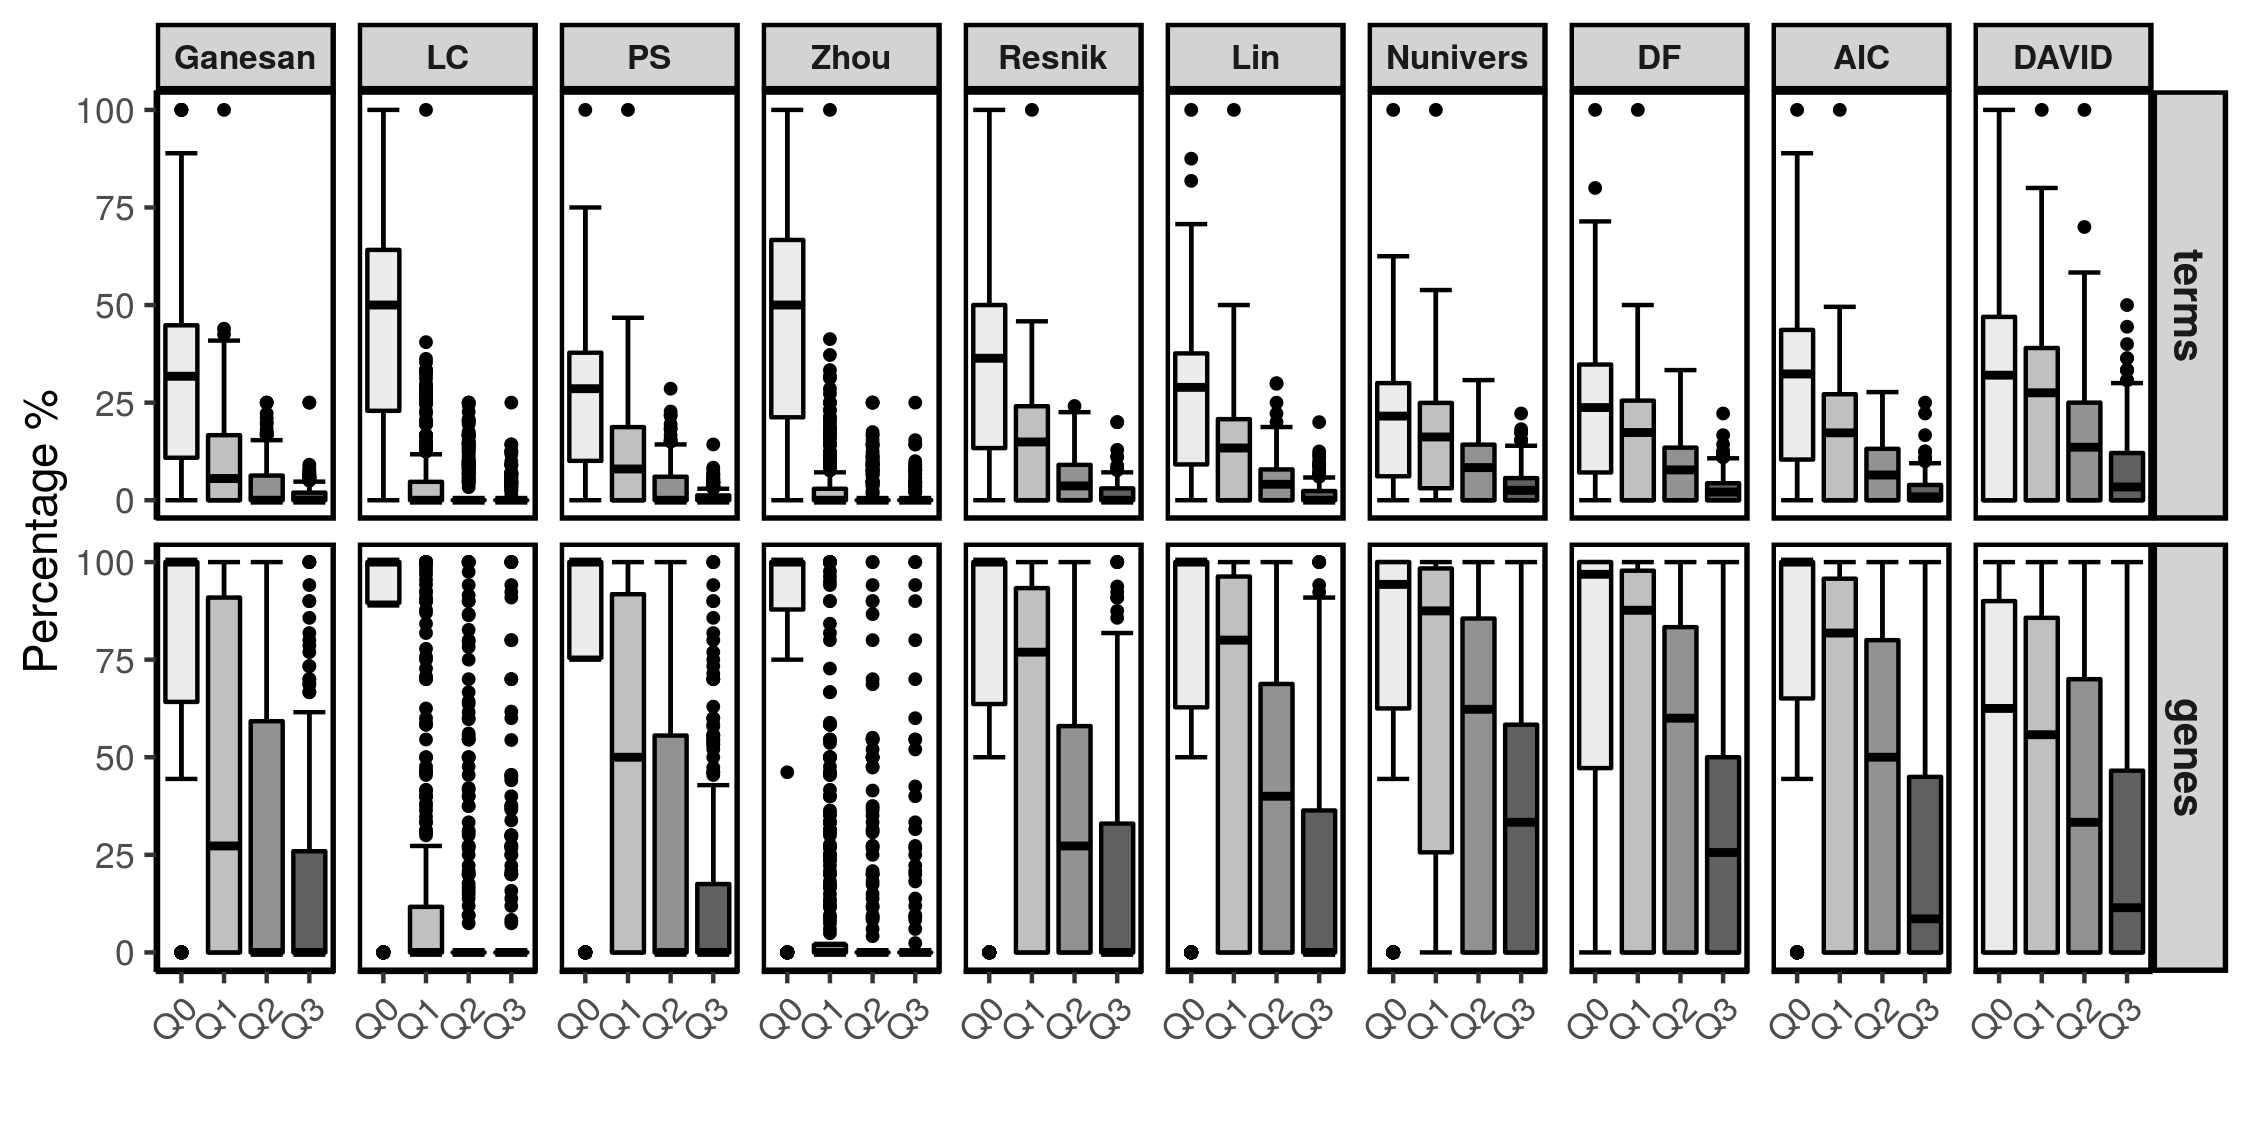 Ganesan LC PS Zhou Resnik Lin Nunivers DF AIC DAVID
100
75
50
25
0
terms
Percentage %
100
75
50
25
0
genes
Q0 Q1 Q2 Q3 Q0 Q1 Q2 Q3 Q0 Q1 Q2 Q3 Q0 Q1 Q2 Q3 Q0 Q1 Q2 Q3 Q0 Q1 Q2 Q3 Q0 Q1 Q2 Q3 Q0 Q1 Q2 Q3 Q0 Q1 Q2 Q3 Q0 Q1 Q2 Q3